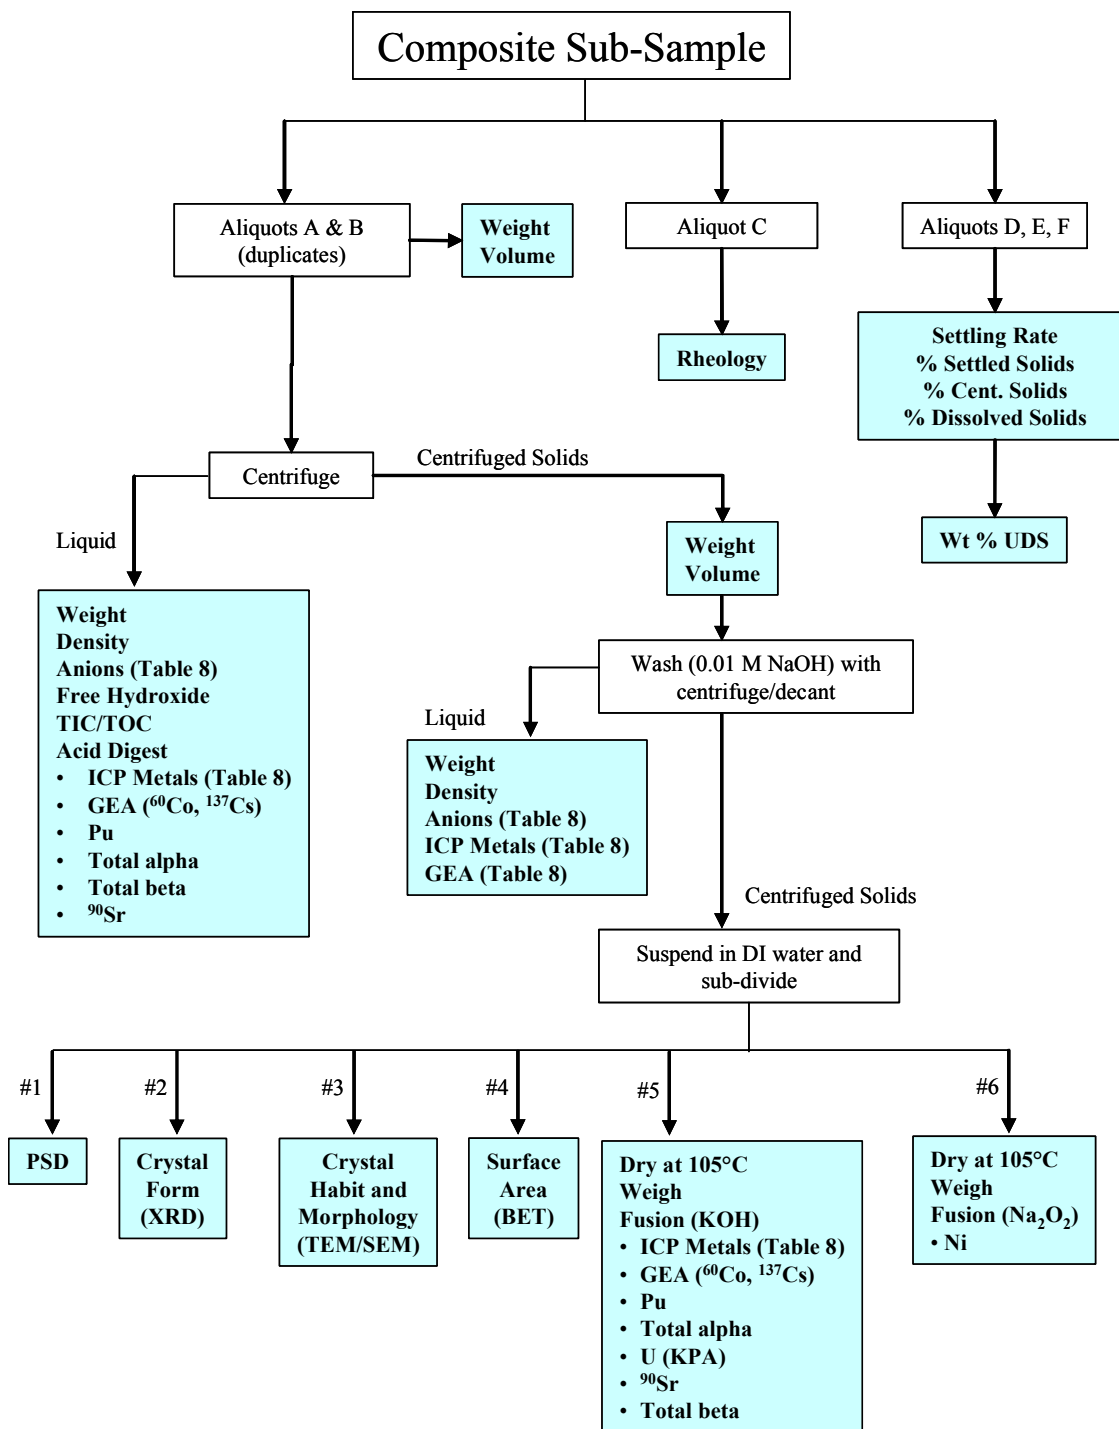 Composite Sub-Sample
Aliquots A & B
(duplicates)
Weight
Volume
Aliquot C
Aliquots D, E, F
Rheology
Settling Rate
% Settled Solids
% Cent. Solids
% Dissolved Solids
Wt % UDS
Centrifuge
Centrifuged Solids
Liquid
Weight
Volume
Weight
Density
Anions (Table 8)
Free Hydroxide
TIC/TOC
Acid Digest
• ICP Metals (Table 8)
• GEA (⁶⁰Co, ¹³⁷Cs)
• Pu
• Total alpha
• Total beta
• ⁹⁰Sr
Wash (0.01 M NaOH) with
centrifuge/decant
Liquid
Weight
Density
Anions (Table 8)
ICP Metals (Table 8)
GEA (Table 8)
Centrifuged Solids
Suspend in DI water and
sub-divide
#1
PSD
#2
Crystal
Form
(XRD)
#3
Crystal
Habit and
Morphology
(TEM/SEM)
#4
Surface
Area
(BET)
#5
Dry at 105°C
Weigh
Fusion (KOH)
• ICP Metals (Table 8)
• GEA (⁶⁰Co, ¹³⁷Cs)
• Pu
• Total alpha
• U (KPA)
• ⁹⁰Sr
• Total beta
#6
Dry at 105°C
Weigh
Fusion (Na₂O₂)
• Ni